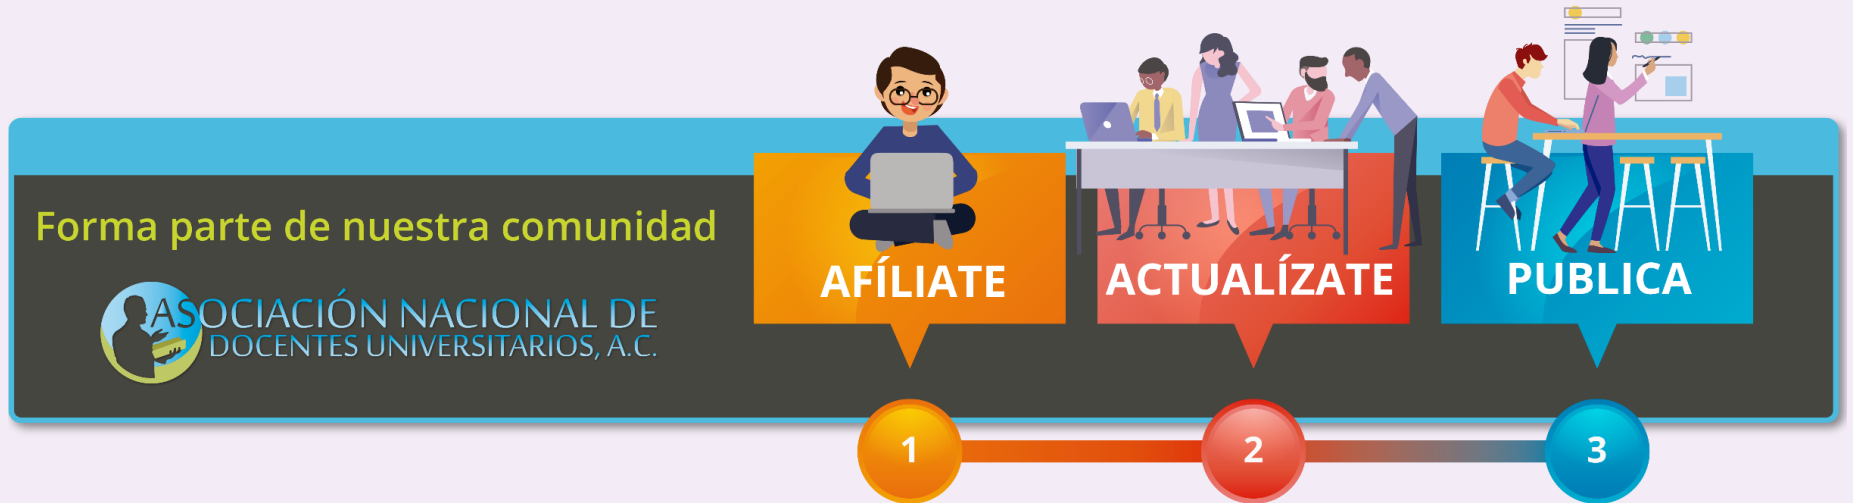 Forma parte de nuestra comunidad
ASOCIACIÓN NACIONAL DE
DOCENTES UNIVERSITARIOS, A.C.
AFÍLIATE
ACTUALÍZATE
PUBLICA
1
2
3